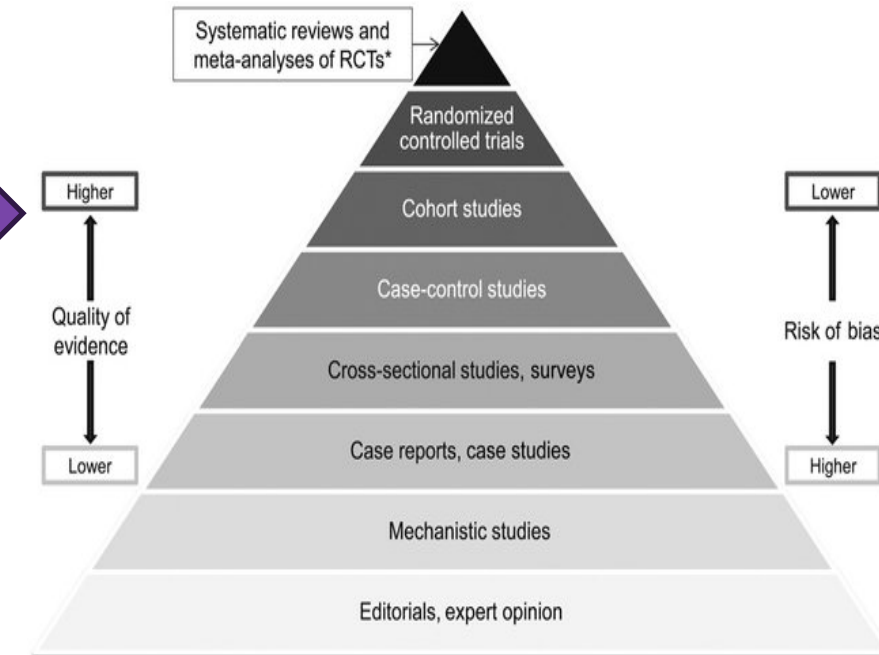 Systematic reviews and
meta-analyses of RCTs*
Randomized
controlled trials
Higher
Lower
Cohort studies
Case-control studies
Quality of
evidence
Risk of bias
Cross-sectional studies, surveys
Case reports, case studies
Lower
Higher
Mechanistic studies
Editorials, expert opinion